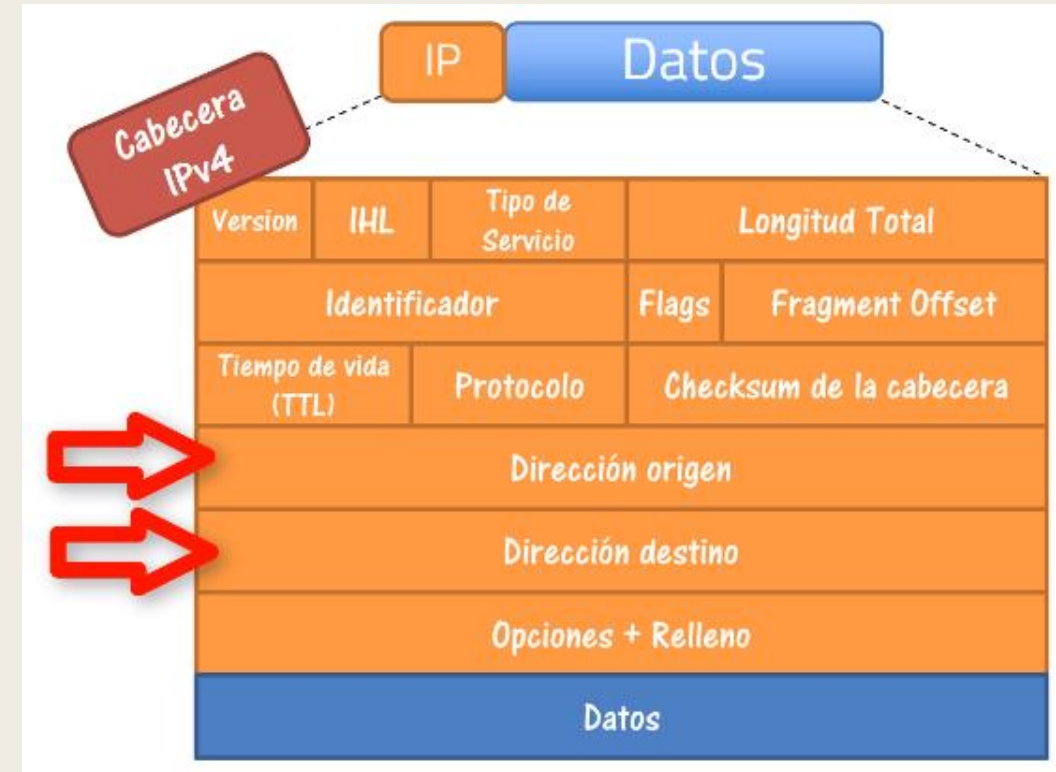 IP Datos
Cabecera
IPv4
Version IHL Tipo de Servicio Longitud Total
Identificador Flags Fragment Offset
Tiempo de vida (TTL) Protocolo Checksum de la cabecera
Dirección origen
Dirección destino
Opciones + Relleno
Datos